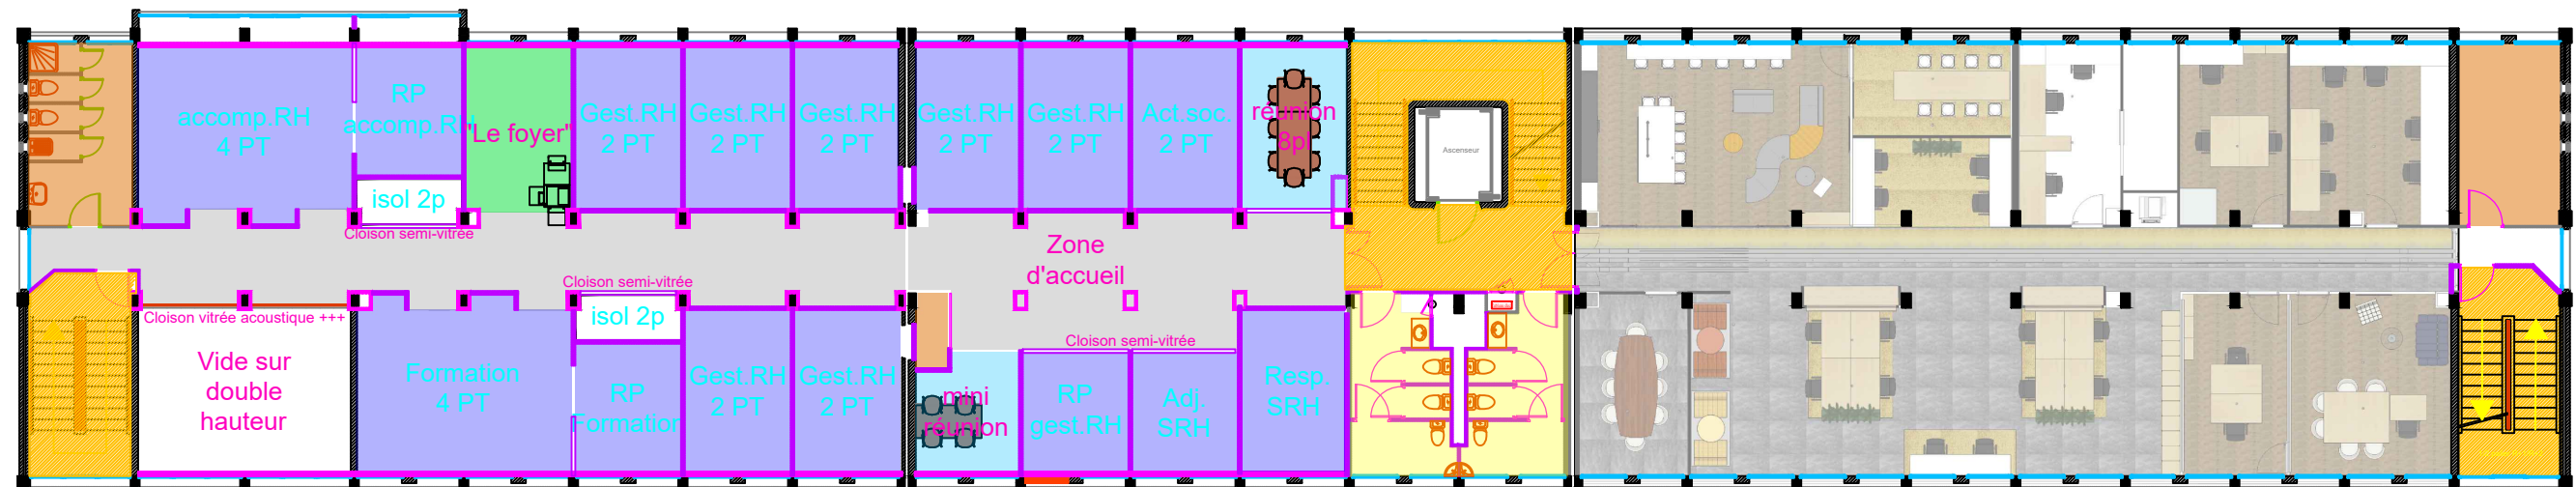 accomp.RH
4 PT
RP
accomp.RH
isol 2p
Cloison semi-vitrée
"Le foyer"
Gest.RH
2 PT
Gest.RH
2 PT
Gest.RH
2 PT
Gest.RH
2 PT
Gest.RH
2 PT
Act.soc.
2 PT
réunion
8pl
Ascenseur
Zone
d'accueil
Cloison vitrée acoustique +++
Vide sur
double
hauteur
Formation
4 PT
Cloison semi-vitrée
isol 2p
RP
Formation
Gest.RH
2 PT
Gest.RH
2 PT
mini
réunion
Cloison semi-vitrée
RP
gest.RH
Adj.
SRH
Resp.
SRH